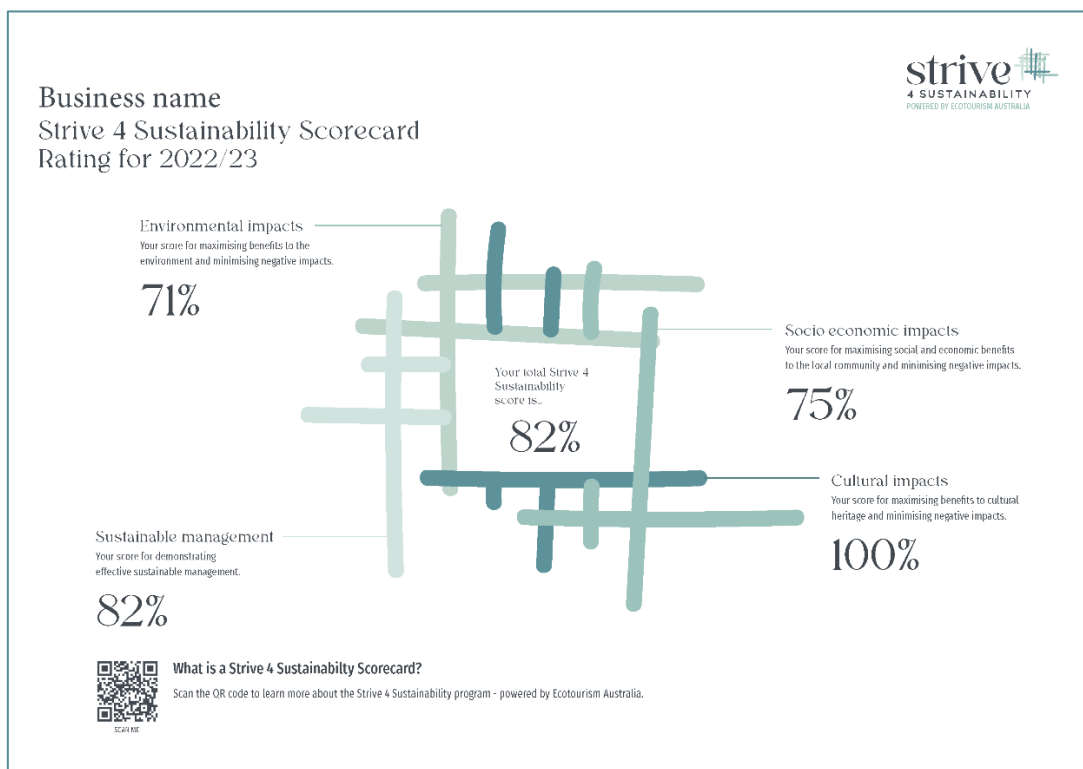 strive
4 SUSTAINABILITY
POWERED BY ECOTOURISM AUSTRALIA
Business name
Strive 4 Sustainability Scorecard
Rating for 2022/23
Environmental impacts
Your score for maximising benefits to the
environment and minimising negative impacts.
71%
Socio economic impacts
Your score for maximising social and economic benefits
to the local community and minimising negative impacts.
75%
Your total Strive 4
Sustainability
score is..
82%
Cultural impacts
Your score for maximising benefits to cultural
heritage and minimising negative impacts.
100%
Sustainable management
Your score for demonstrating
effective sustainable management.
82%
What is a Strive 4 Sustainabilty Scorecard?
Scan the QR code to learn more about the Strive 4 Sustainability program - powered by Ecotourism Australia.
SCAN ME